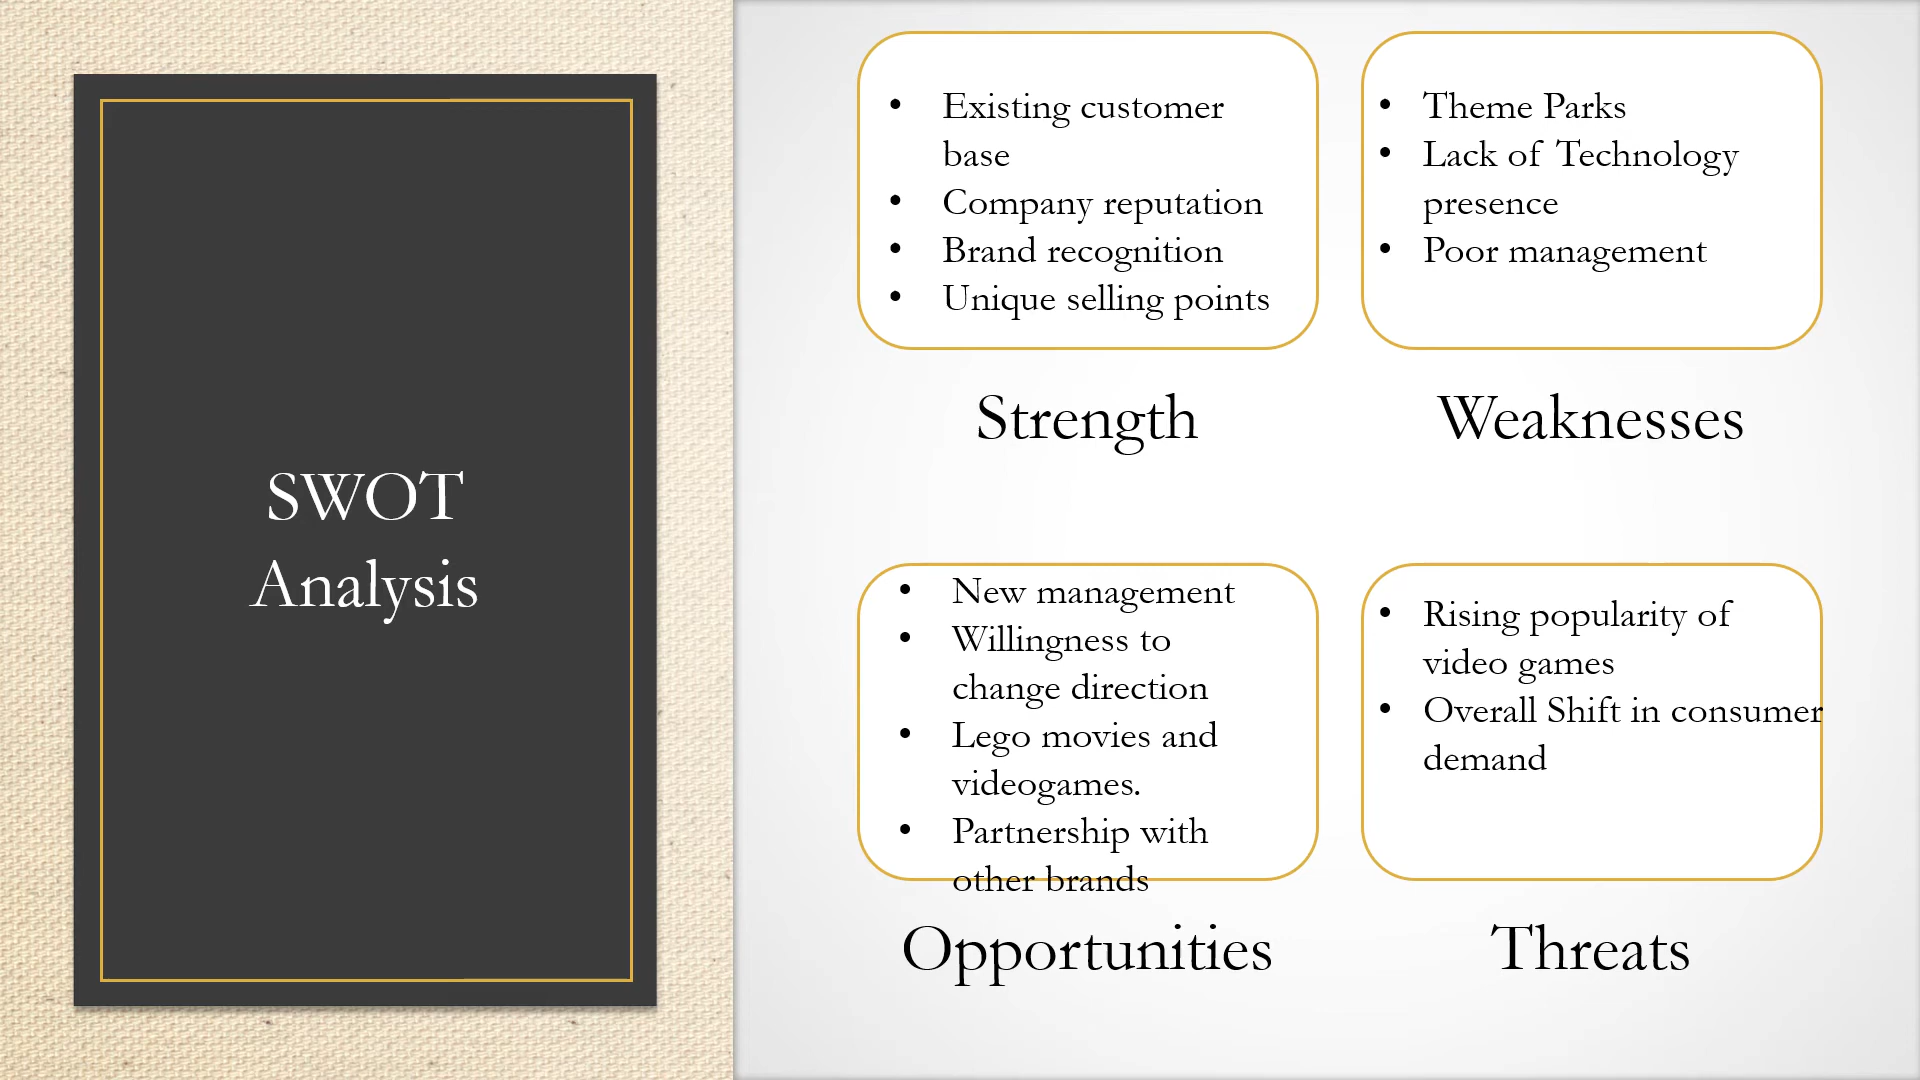 SWOT
Analysis
• Existing customer
base
• Company reputation
• Brand recognition
• Unique selling points
Strength
• Theme Parks
• Lack of Technology
presence
• Poor management
Weaknesses
• New management
• Willingness to
change direction
• Lego movies and
videogames.
• Partnership with
other brands
Opportunities
• Rising popularity of
video games
• Overall Shift in consumer
demand
Threats